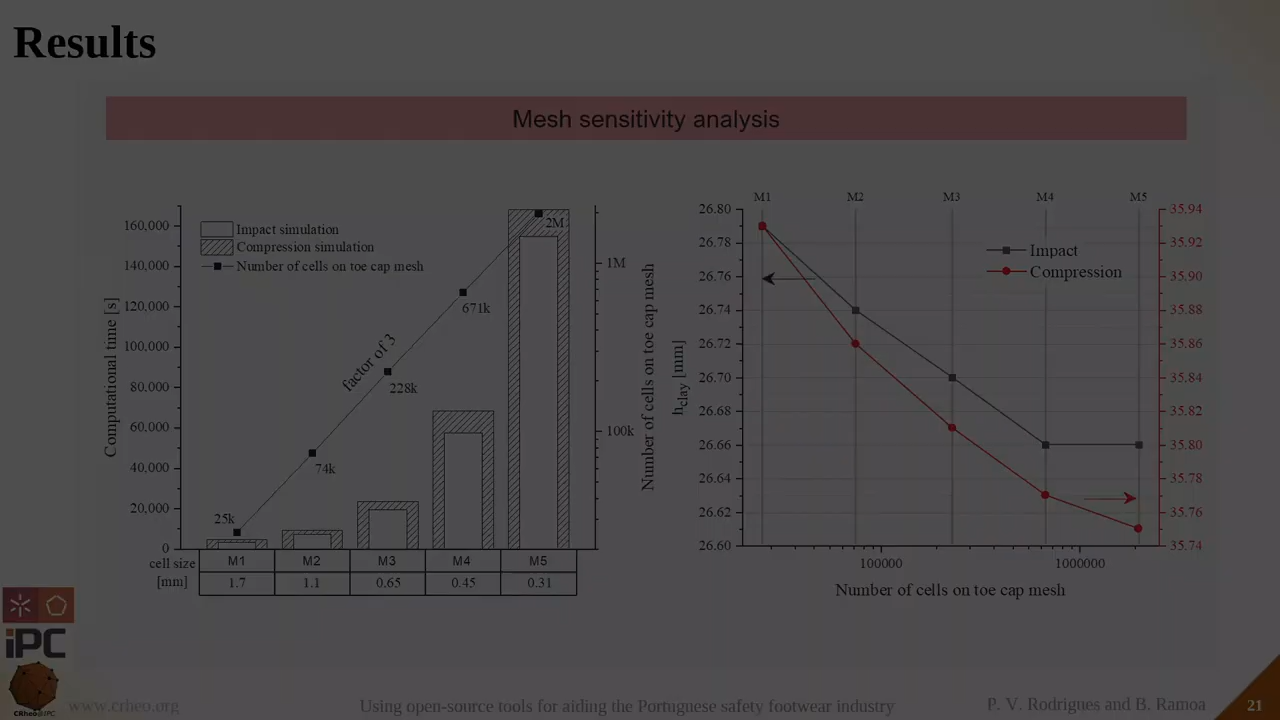 Results
Mesh sensitivity analysis
Impact simulation
Compression simulation
Number of cells on toe cap mesh
160,000
140,000
120,000
100,000
80,000
60,000
40,000
20,000
0
Computational time [s]
25k
74k
228k
671k
2M
factor of 3
1M
100k
Number of cells on toe cap mesh
cell size
[mm]
M1 M2 M3 M4 M5
1.7 1.1 0.65 0.45 0.31
M1 M2 M3 M4 M5
26.80
26.78
26.76
26.74
26.72
26.70
26.68
26.66
26.64
26.62
26.60
hclay [mm]
Impact
Compression
35.94
35.92
35.90
35.88
35.86
35.84
35.82
35.80
35.78
35.76
35.74
100000 1000000
Number of cells on toe cap mesh
iPC
CRheo@IPC
www.crheo.org
Using open-source tools for aiding the Portuguese safety footwear industry
P. V. Rodrigues and B. Ramoa
21